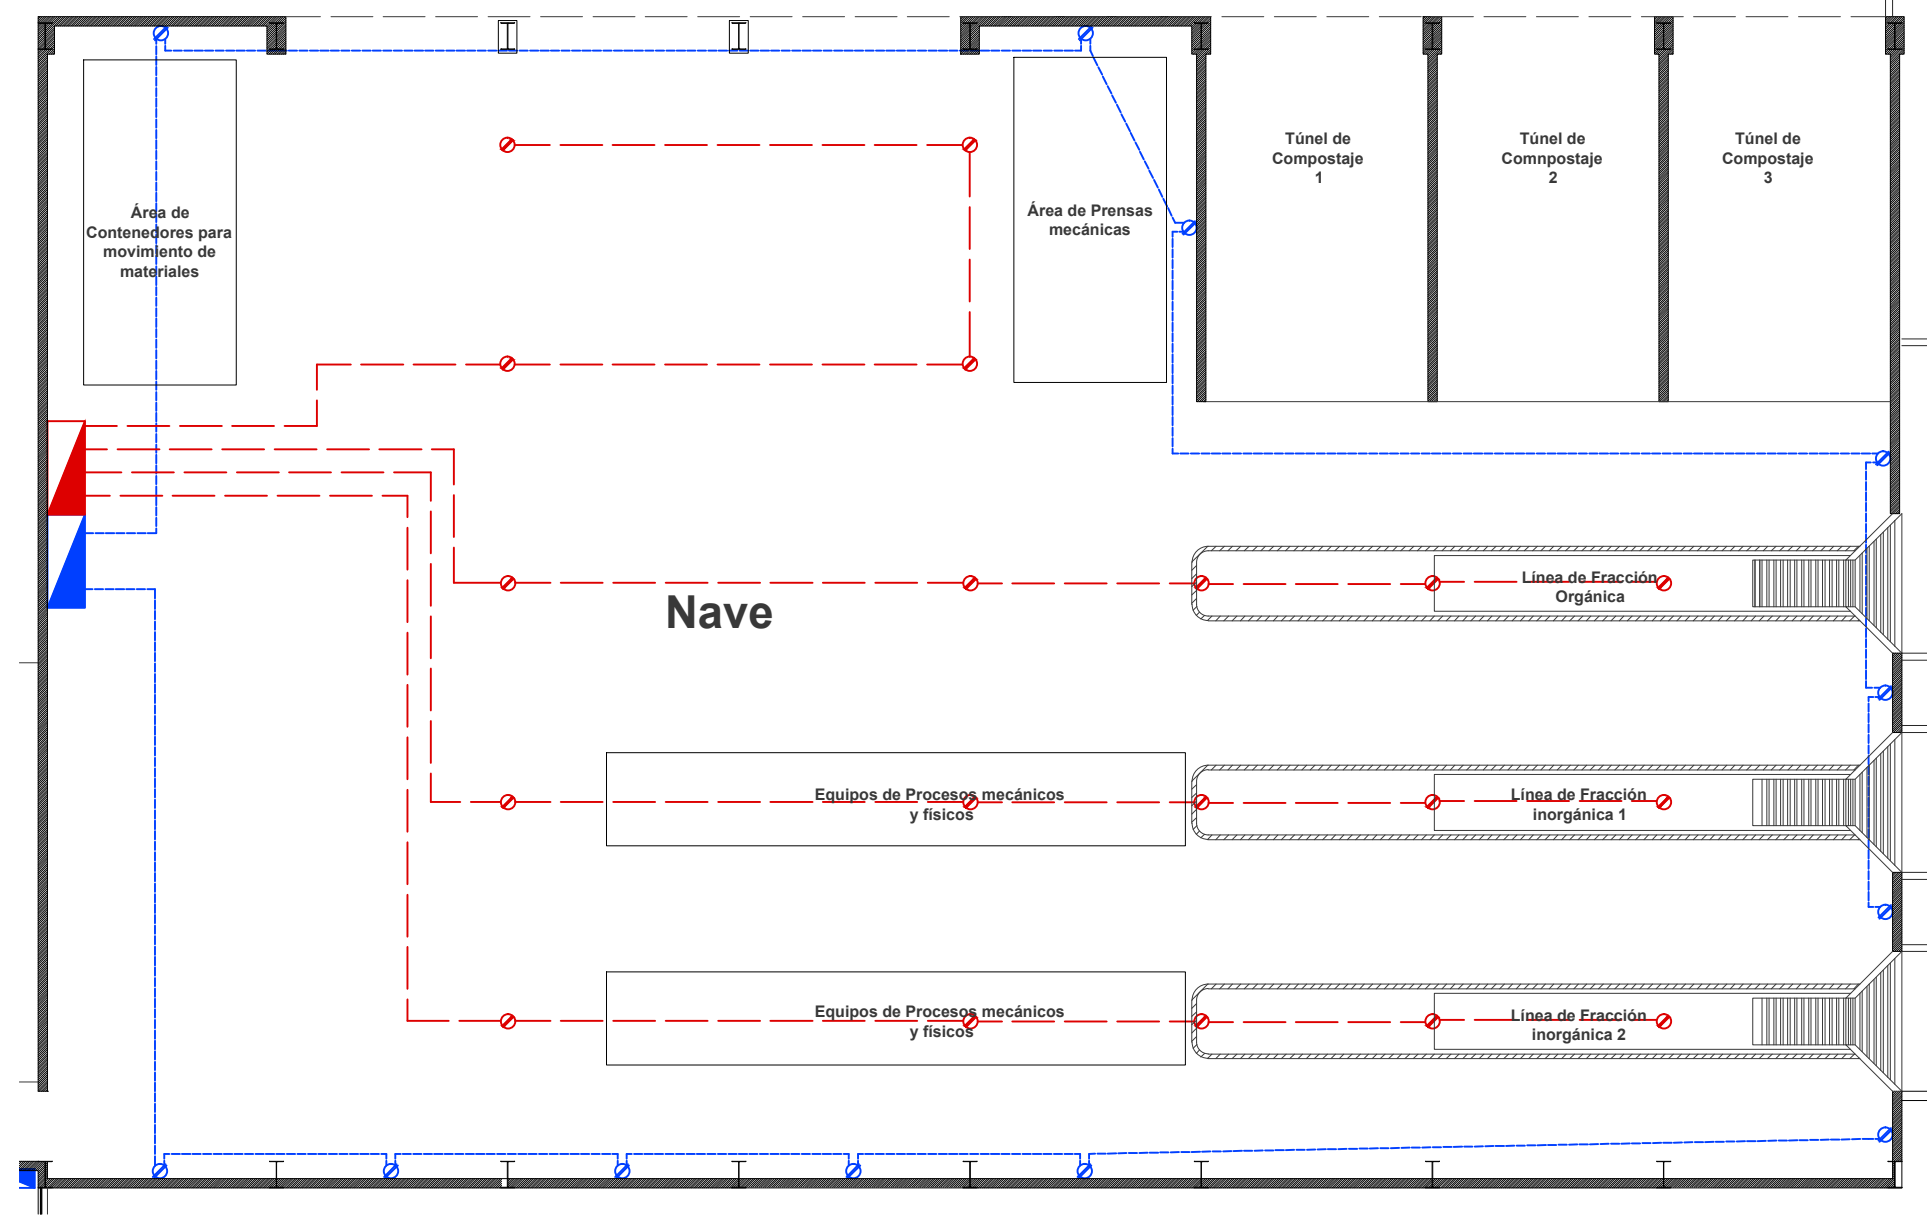 Túnel de
Compostaje
1
Túnel de
Comnpostaje
2
Túnel de
Compostaje
3
Área de
Contenedores para
movimiento de
materiales
Área de Prensas
mecánicas
Línea de Fracción
Orgánica
Nave
Equipos de Procesos mecánicos
y físicos
Línea de Fracción
inorgánica 1
Equipos de Procesos mecánicos
y físicos
Línea de Fracción
inorgánica 2